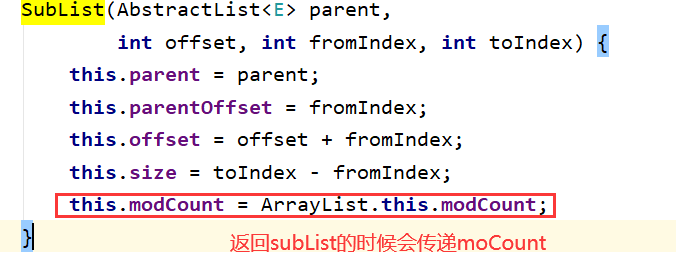 SubList(AbstractList<E> parent,
int offset, int fromIndex, int toIndex) {
this.parent = parent;
this.parentOffset = fromIndex;
this.offset = offset + fromIndex;
this.size = toIndex - fromIndex;
this.modCount = ArrayList.this.modCount;
}
返回subList的时候会传递moCount